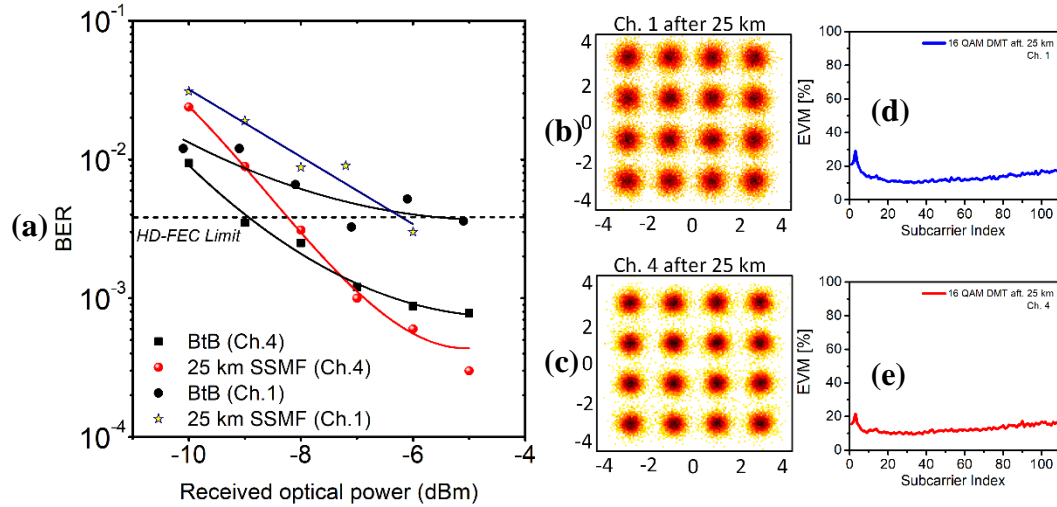 (a)
BER
10⁻¹
10⁻²
10⁻³
10⁻⁴
HD-FEC Limit
BtB (Ch.4)
25 km SSMF (Ch.4)
BtB (Ch.1)
25 km SSMF (Ch.1)
-10
-8
-6
-4
Received optical power (dBm)
Ch. 1 after 25 km
(b)
4
2
0
-2
-4
-4 -2 0 2 4
Ch. 4 after 25 km
(c)
4
2
0
-2
-4
-4 -2 0 2 4
16 QAM DMT aft. 25 km
Ch. 1
(d)
EVM [%]
100
80
60
40
20
0
0 20 40 60 80 100
Subcarrier Index
16 QAM DMT aft. 25 km
Ch. 4
(e)
EVM [%]
100
80
60
40
20
0
0 20 40 60 80 100
Subcarrier Index